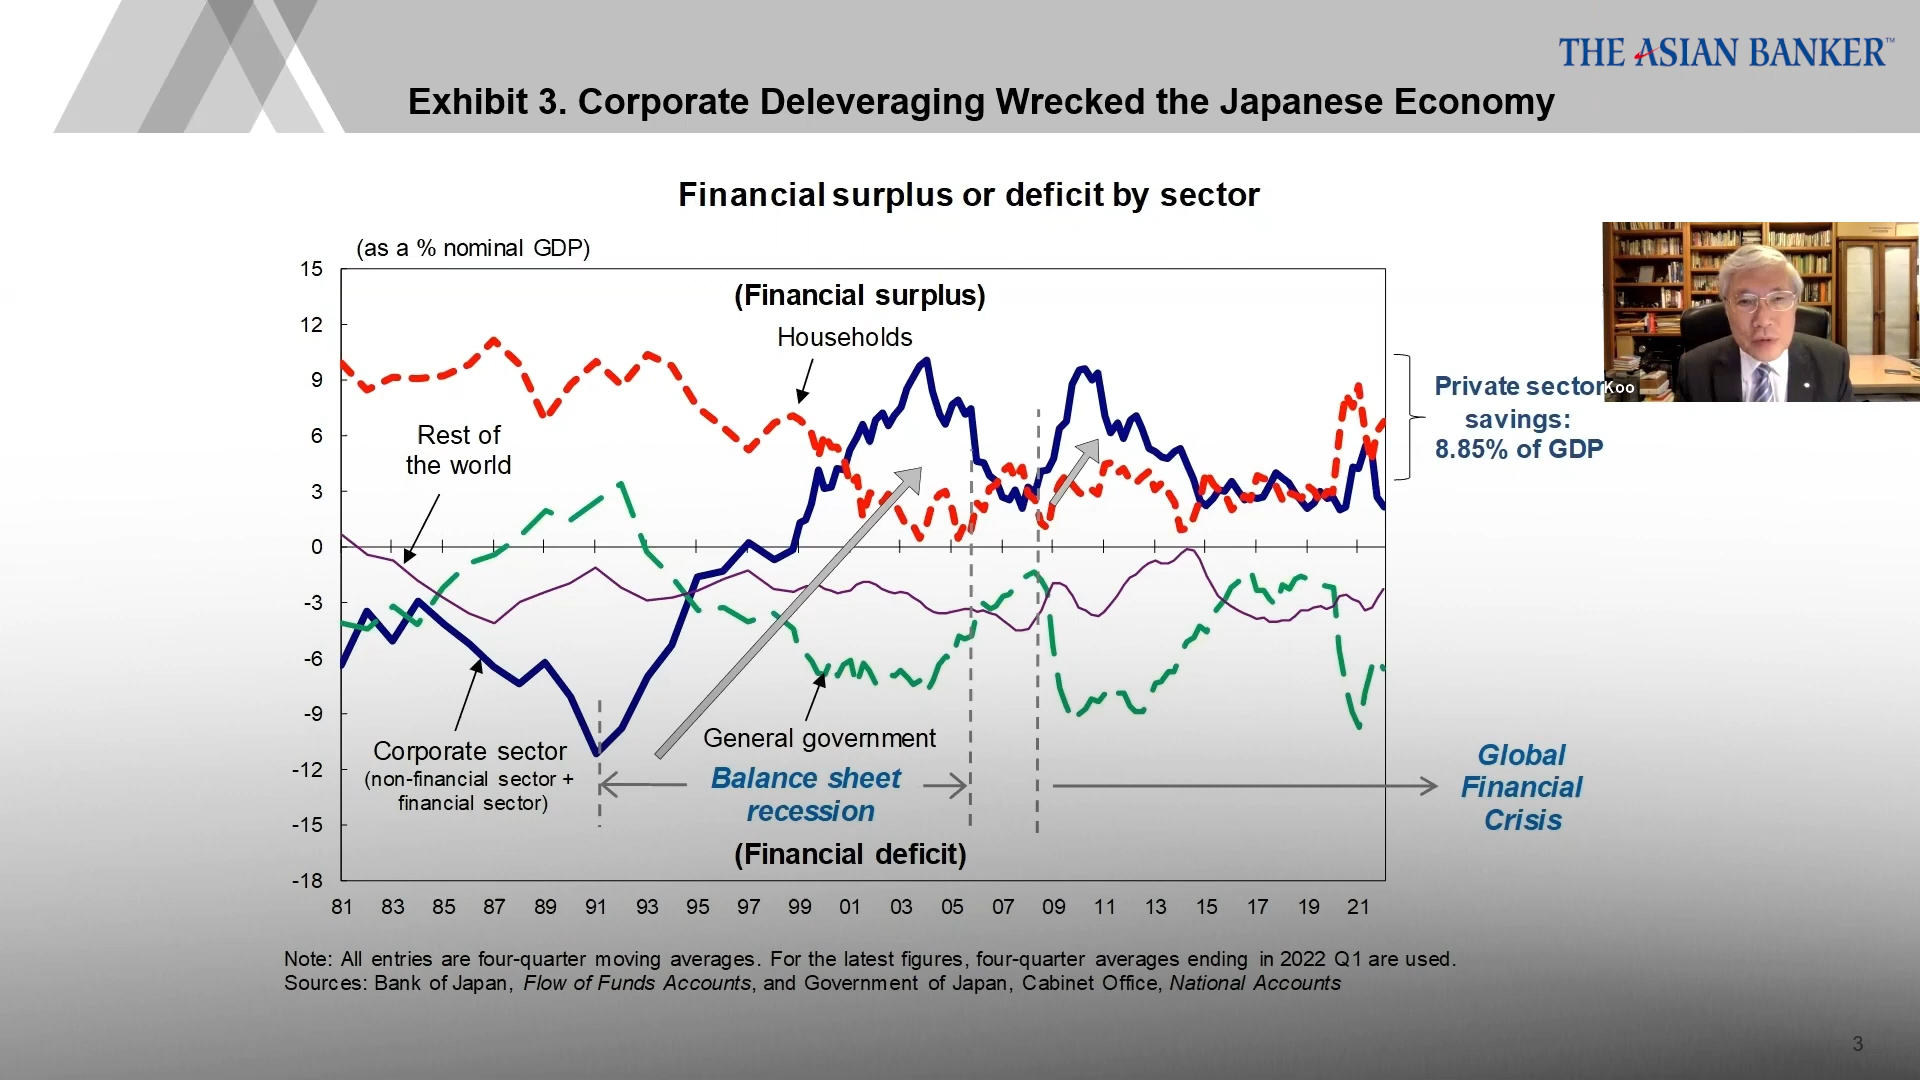 THE ASIAN BANKER™
Exhibit 3. Corporate Deleveraging Wrecked the Japanese Economy
Financial surplus or deficit by sector
(as a % nominal GDP)
15
12
9
6
3
0
-3
-6
-9
-12
-15
-18
(Financial surplus)
Households
Rest of
the world
Corporate sector
(non-financial sector +
financial sector)
General government
Balance sheet
recession
(Financial deficit)
Private sector
savings:
8.85% of GDP
Koo
Global
Financial
Crisis
81 83 85 87 89 91 93 95 97 99 01 03 05 07 09 11 13 15 17 19 21
Note: All entries are four-quarter moving averages. For the latest figures, four-quarter averages ending in 2022 Q1 are used.
Sources: Bank of Japan, Flow of Funds Accounts, and Government of Japan, Cabinet Office, National Accounts
3